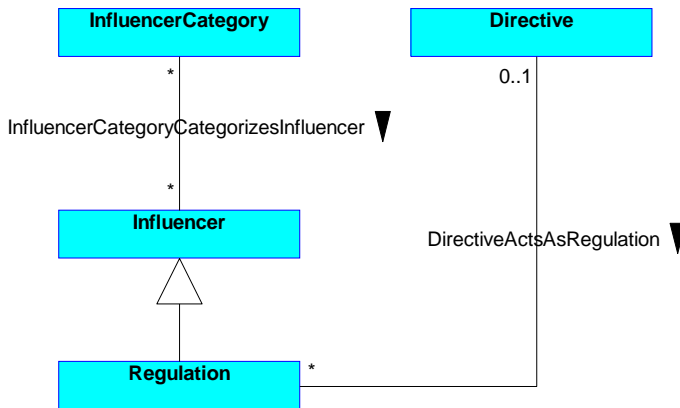 InfluencerCategory
Directive
*
0..1
InfluencerCategoryCategorizesInfluencer
*
Influencer
DirectiveActsAsRegulation
Regulation
*